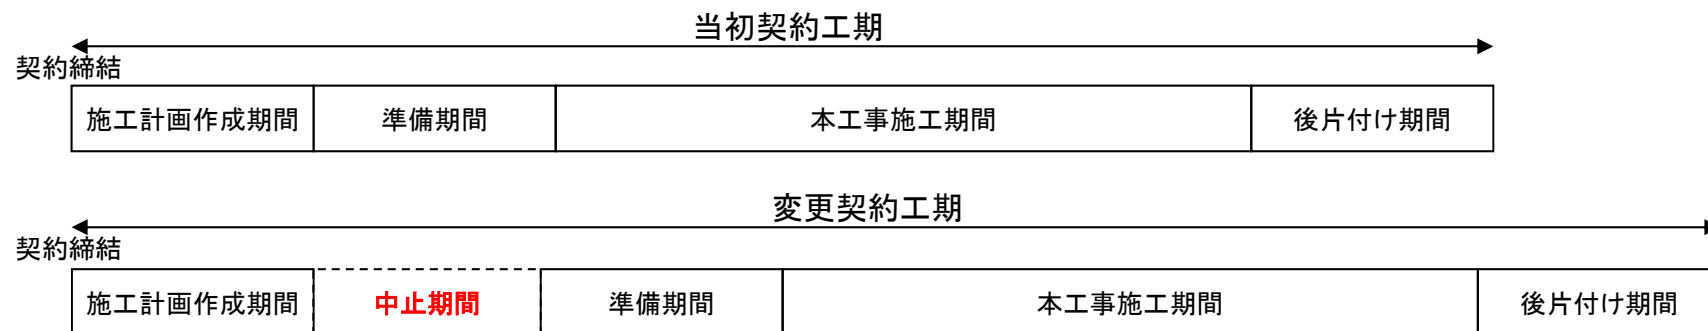 当初契約工期
契約締結
施工計画作成期間 準備期間 本工事施工期間 後片付け期間
変更契約工期
契約締結
施工計画作成期間 中止期間 準備期間 本工事施工期間 後片付け期間